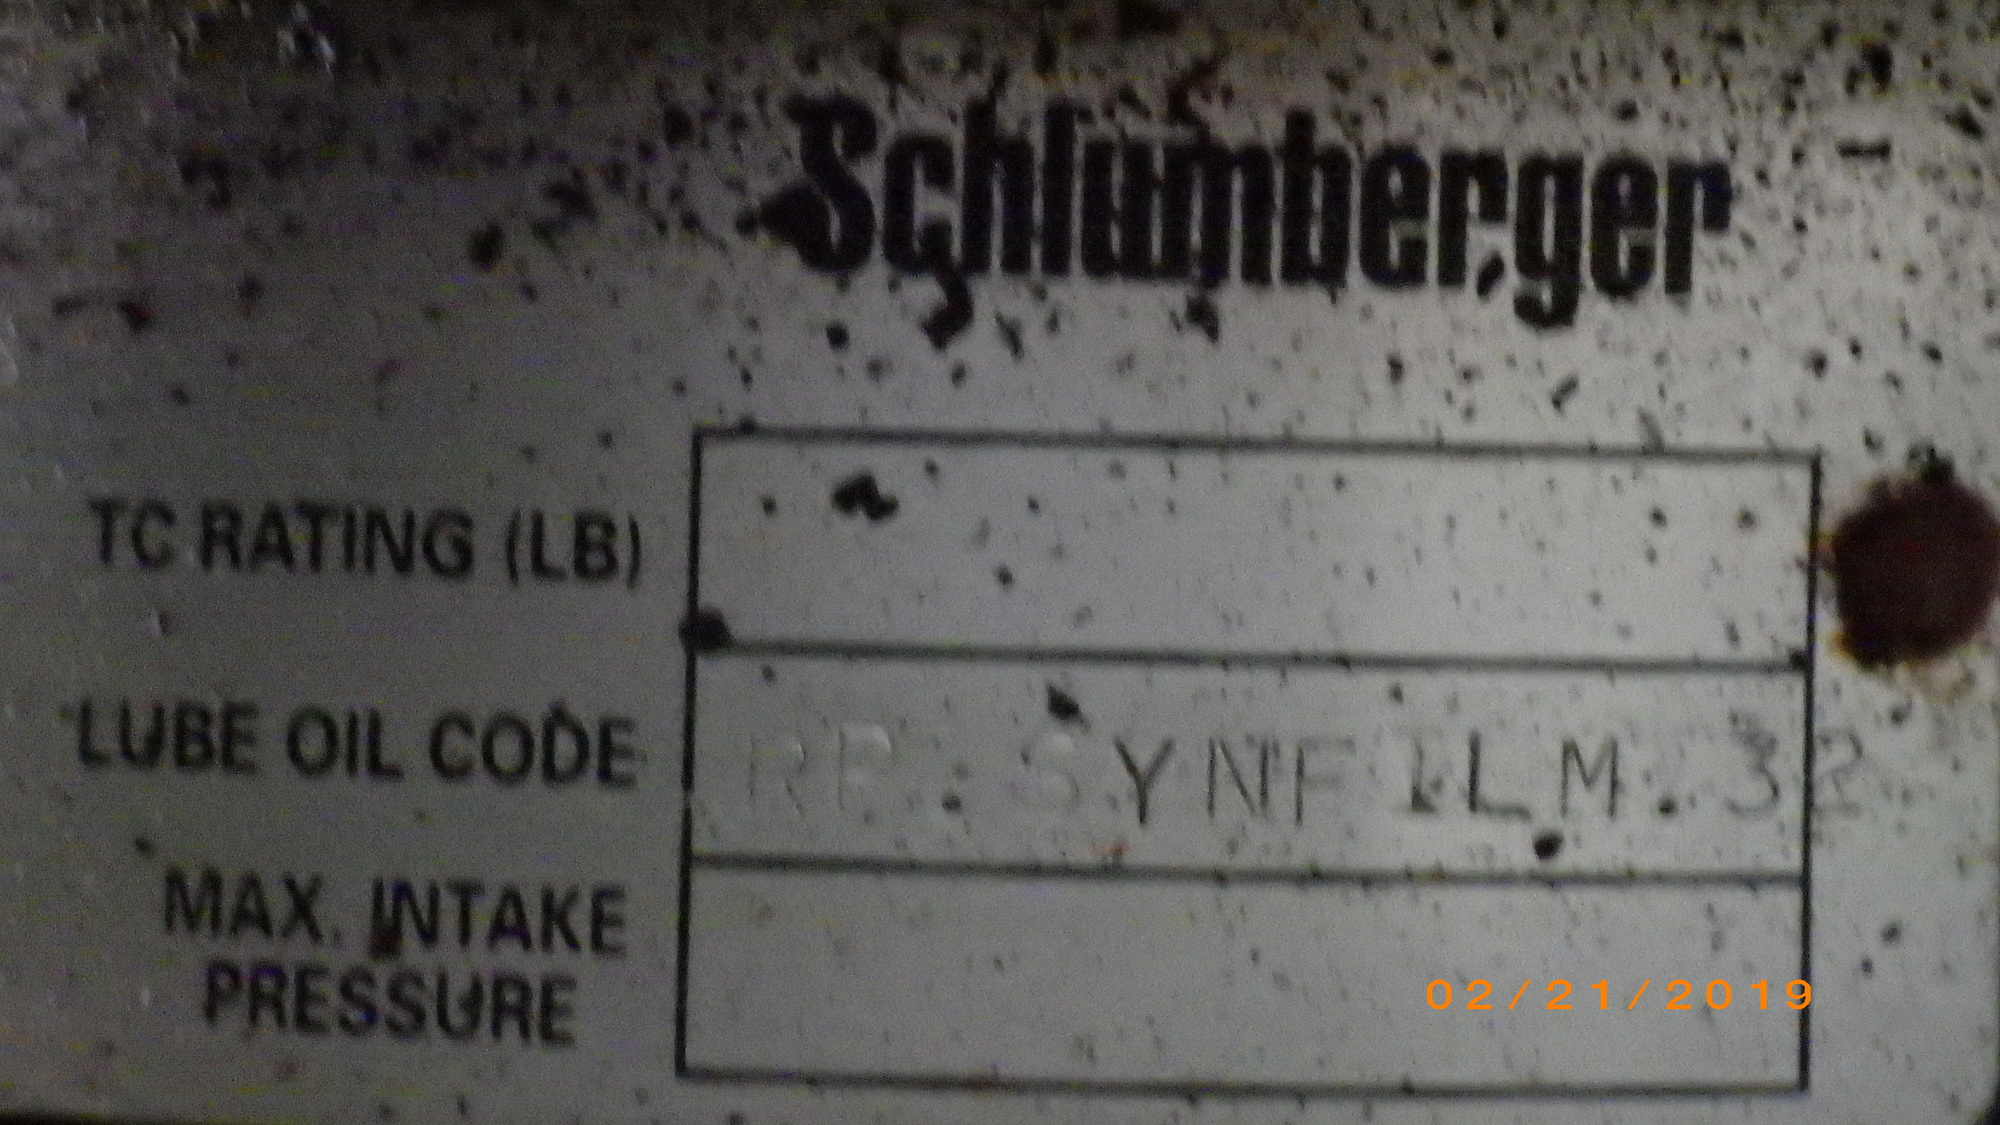 Schlumberger
TC RATING (LB)
LUBE OIL CODE RP. SYNFILM. 32
MAX. INTAKE
PRESSURE
02/21/2019